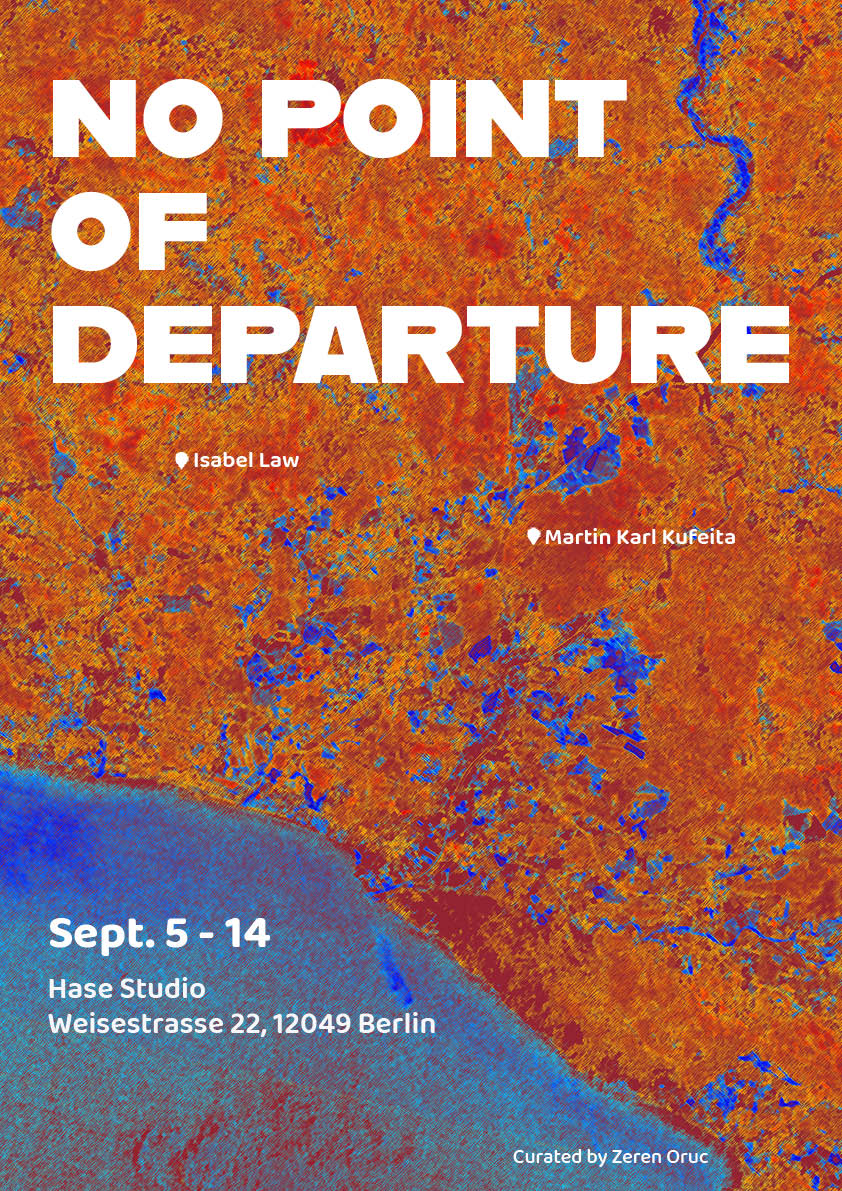 NO POINT
OF
DEPARTURE
Isabel Law
Martin Karl Kufeita
Sept. 5 - 14
Hase Studio
Weisestrasse 22, 12049 Berlin
Curated by Zeren Oruc